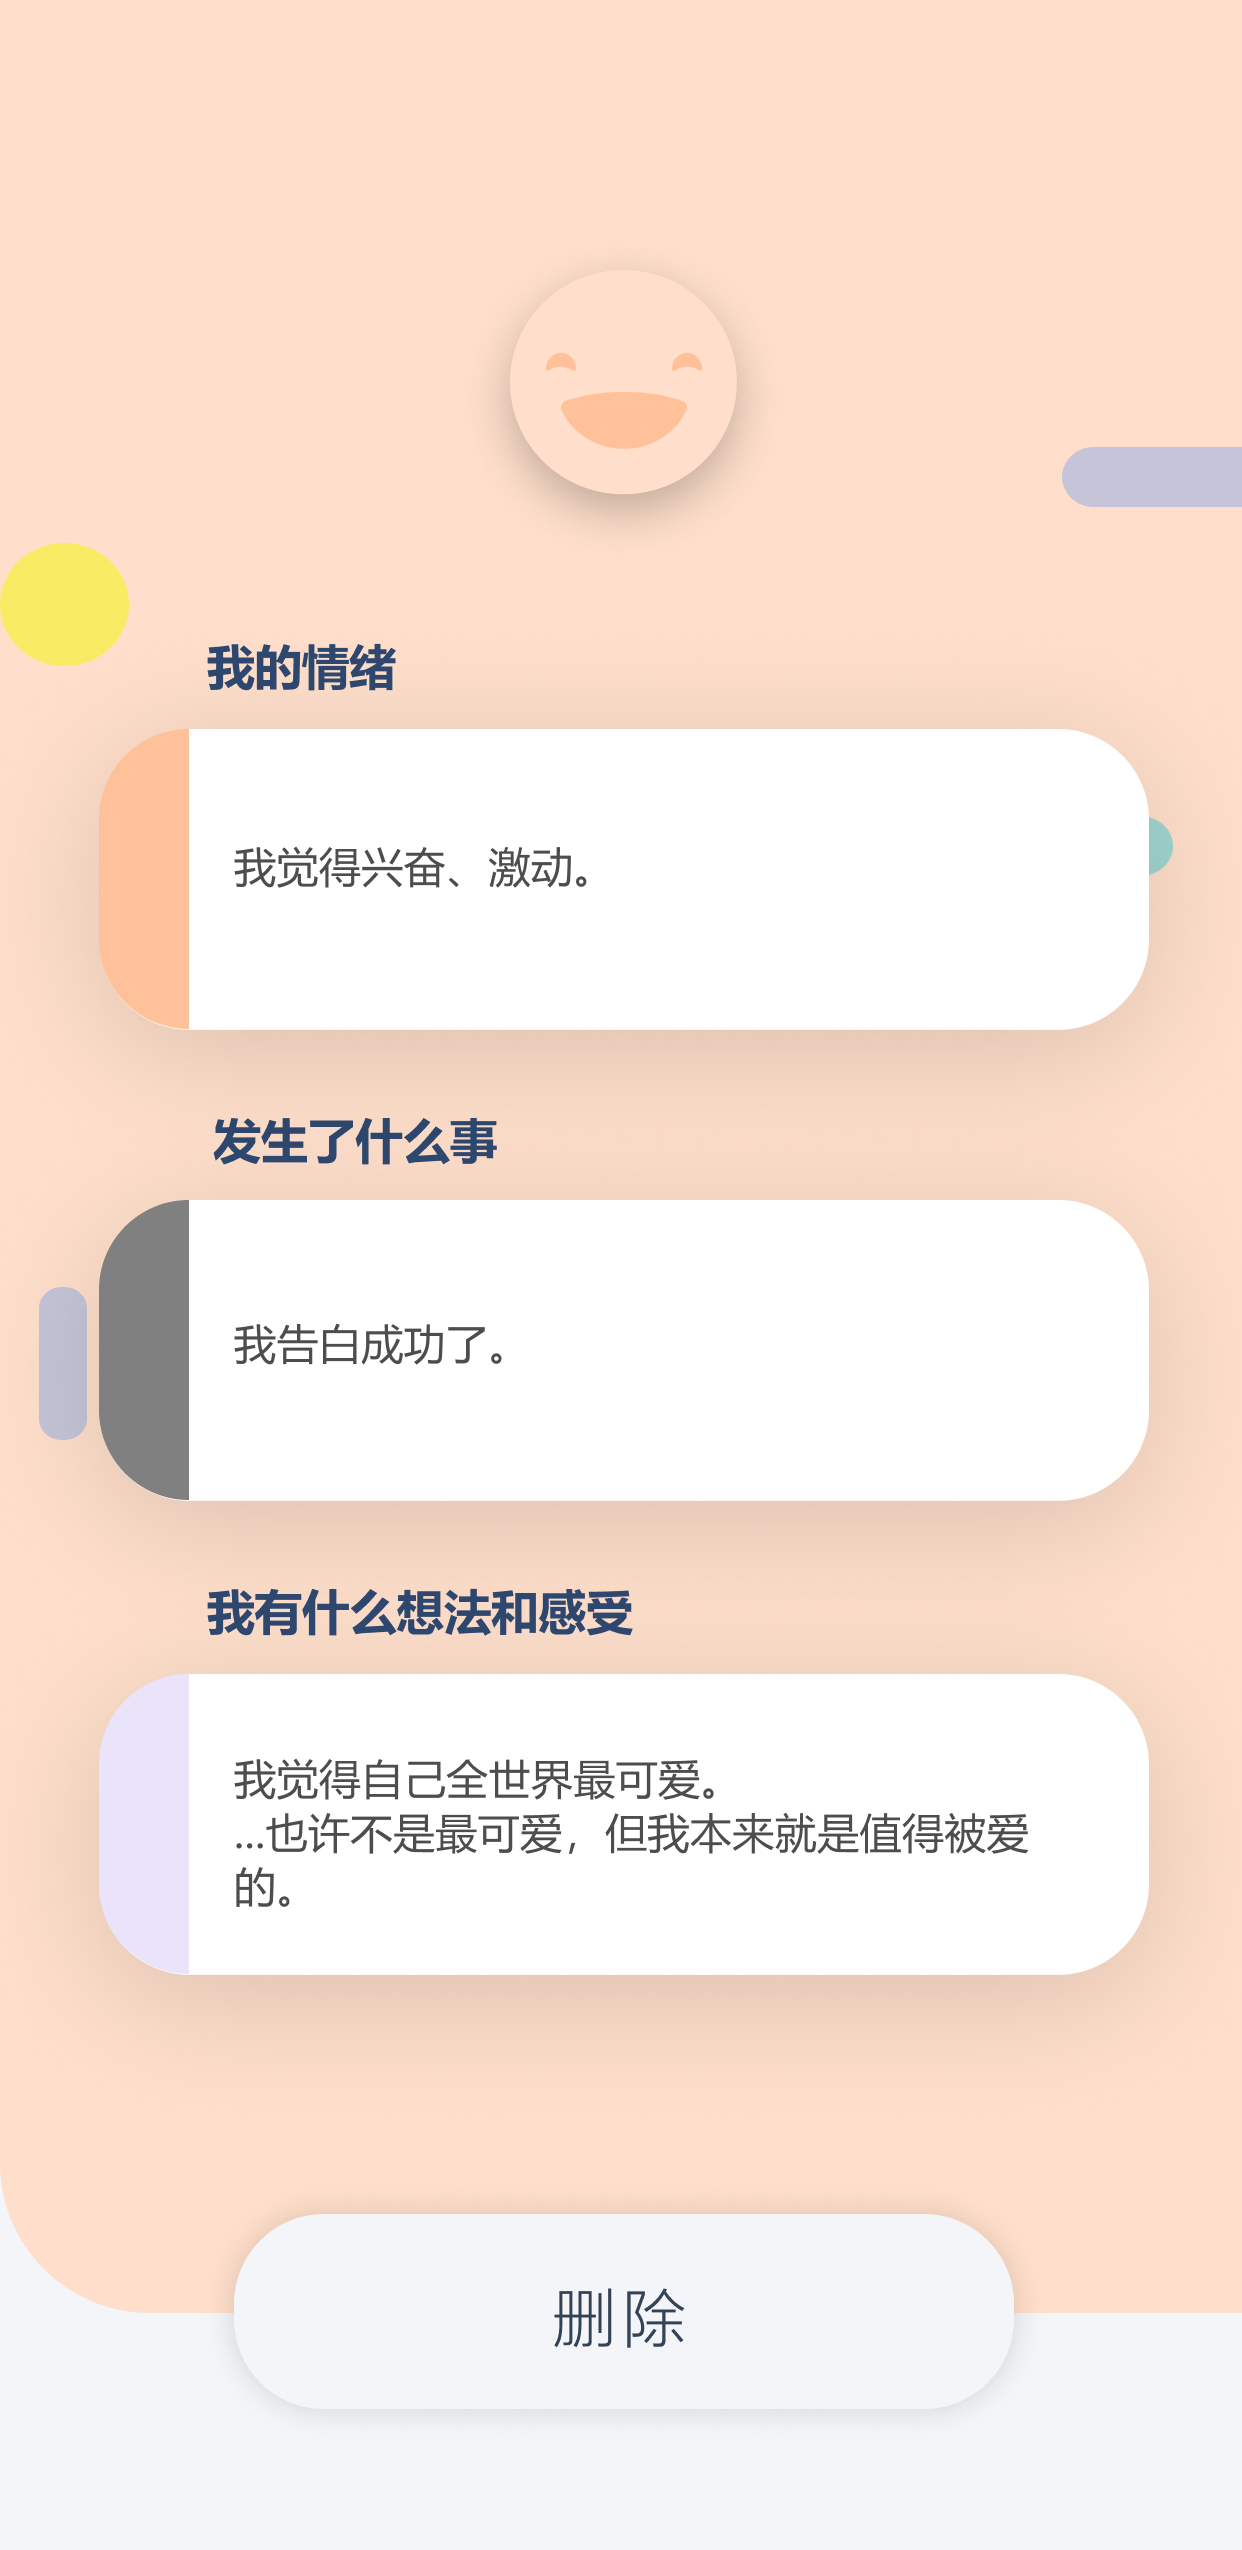 我的情绪
我觉得兴奋、激动。
发生了什么事
我告白成功了。
我有什么想法和感受
我觉得自己全世界最可爱。
...也许不是最可爱，但我本来就是值得被爱
的。
删除